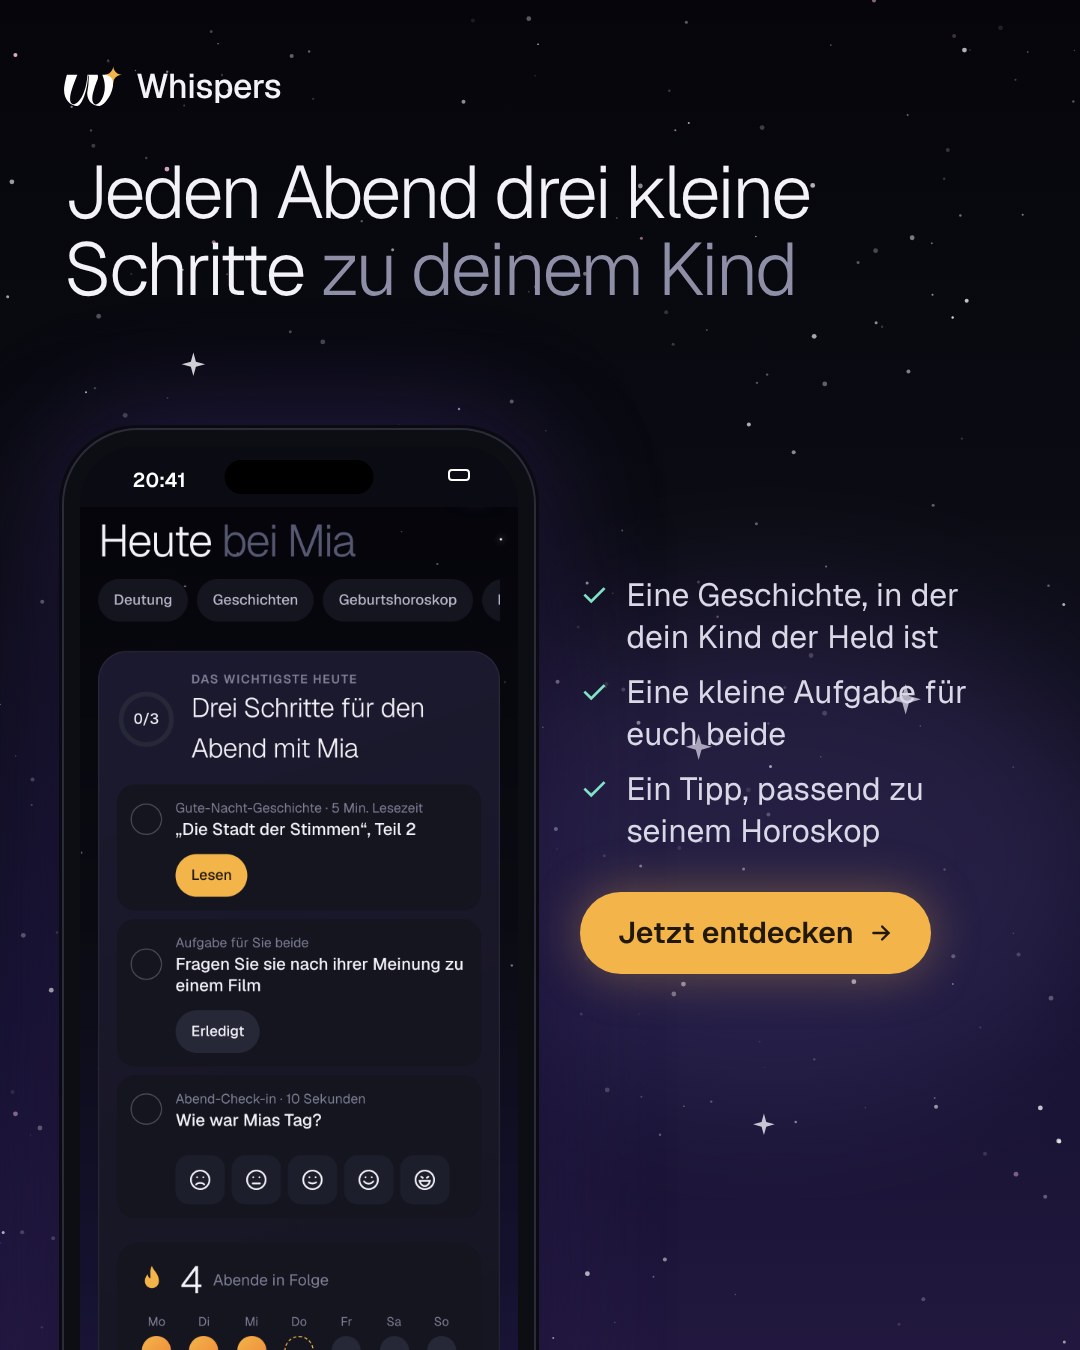 Whispers
Jeden Abend drei kleine
Schritte zu deinem Kind
20:41
Heute bei Mia
Deutung
Geschichten
Geburtshoroskop
DAS WICHTIGSTE HEUTE
0/3
Drei Schritte für den
Abend mit Mia
Gute-Nacht-Geschichte · 5 Min. Lesezeit
„Die Stadt der Stimmen“, Teil 2
Lesen
Aufgabe für Sie beide
Fragen Sie sie nach ihrer Meinung zu
einem Film
Erledigt
Abend-Check-in · 10 Sekunden
Wie war Mias Tag?
4 Abende in Folge
Mo Di Mi Do Fr Sa So
Eine Geschichte, in der
dein Kind der Held ist
Eine kleine Aufgabe für
euch beide
Ein Tipp, passend zu
seinem Horoskop
Jetzt entdecken →